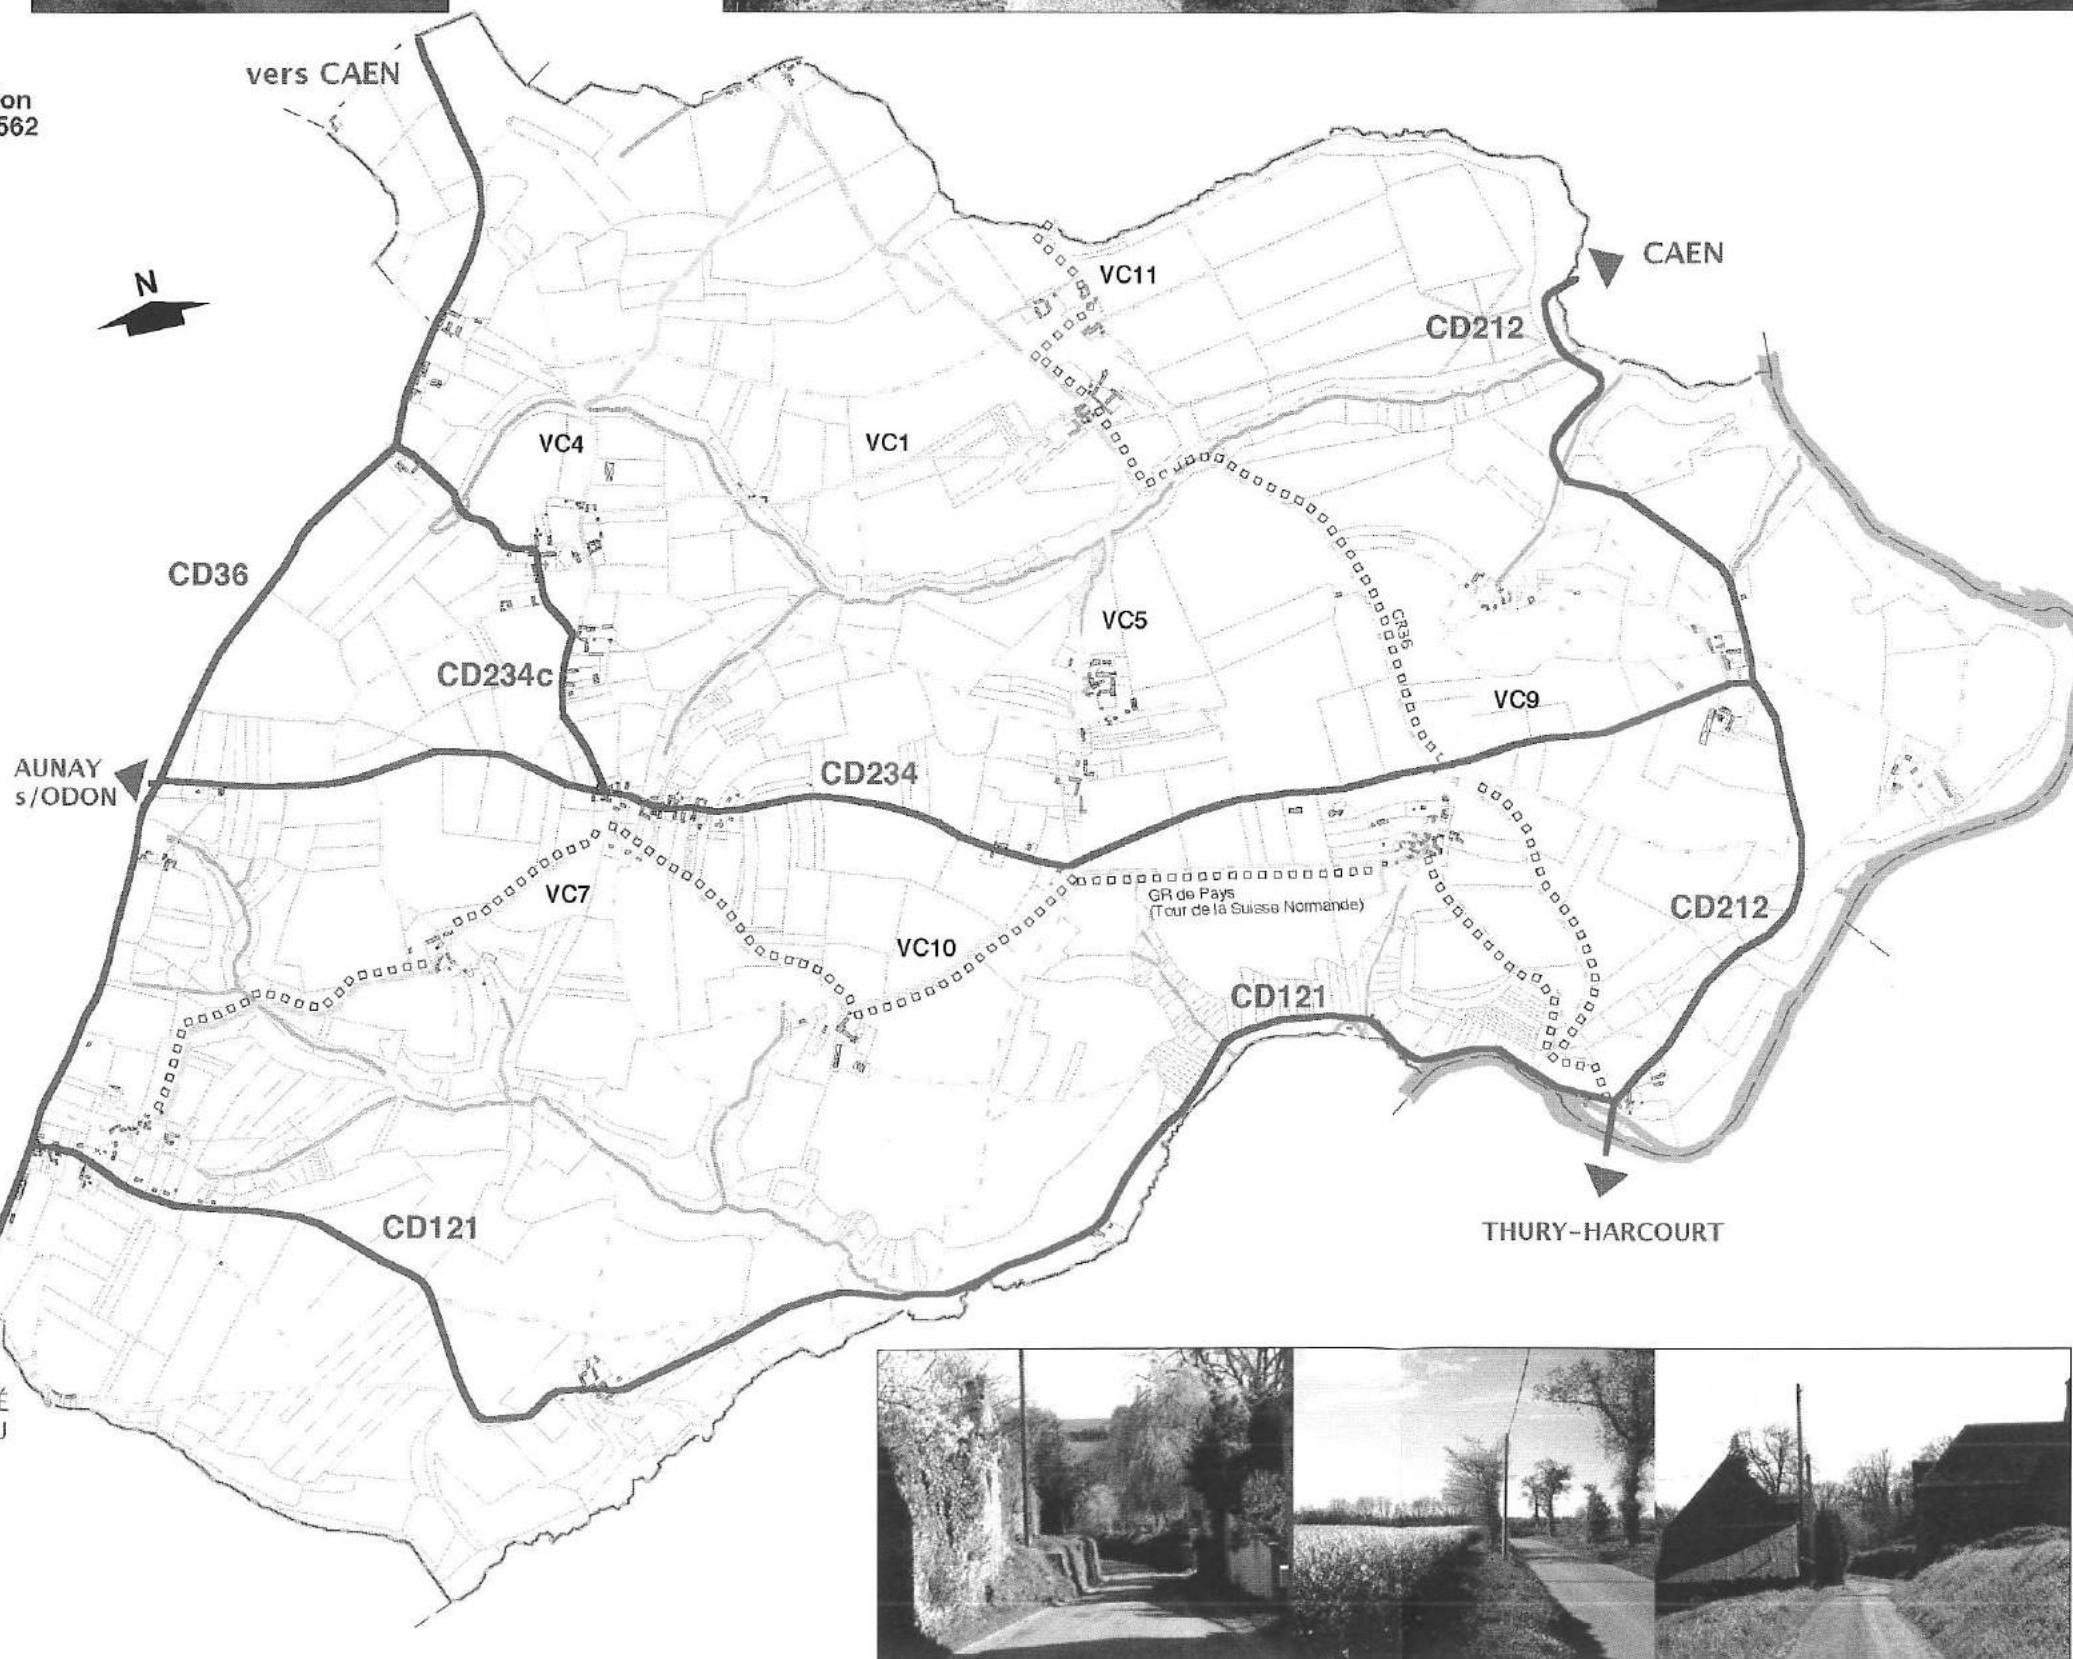 vers CAEN
on
562
N
CAEN
VC11
CD212
VC4
VC1
CD36
VC5
GR36
CD234c
VC9
AUNAY
s/ODON
CD234
VC7
GR de Pays
(Tour de la Suisse Normande)
CD212
VC10
CD121
CD121
THURY-HARCOURT